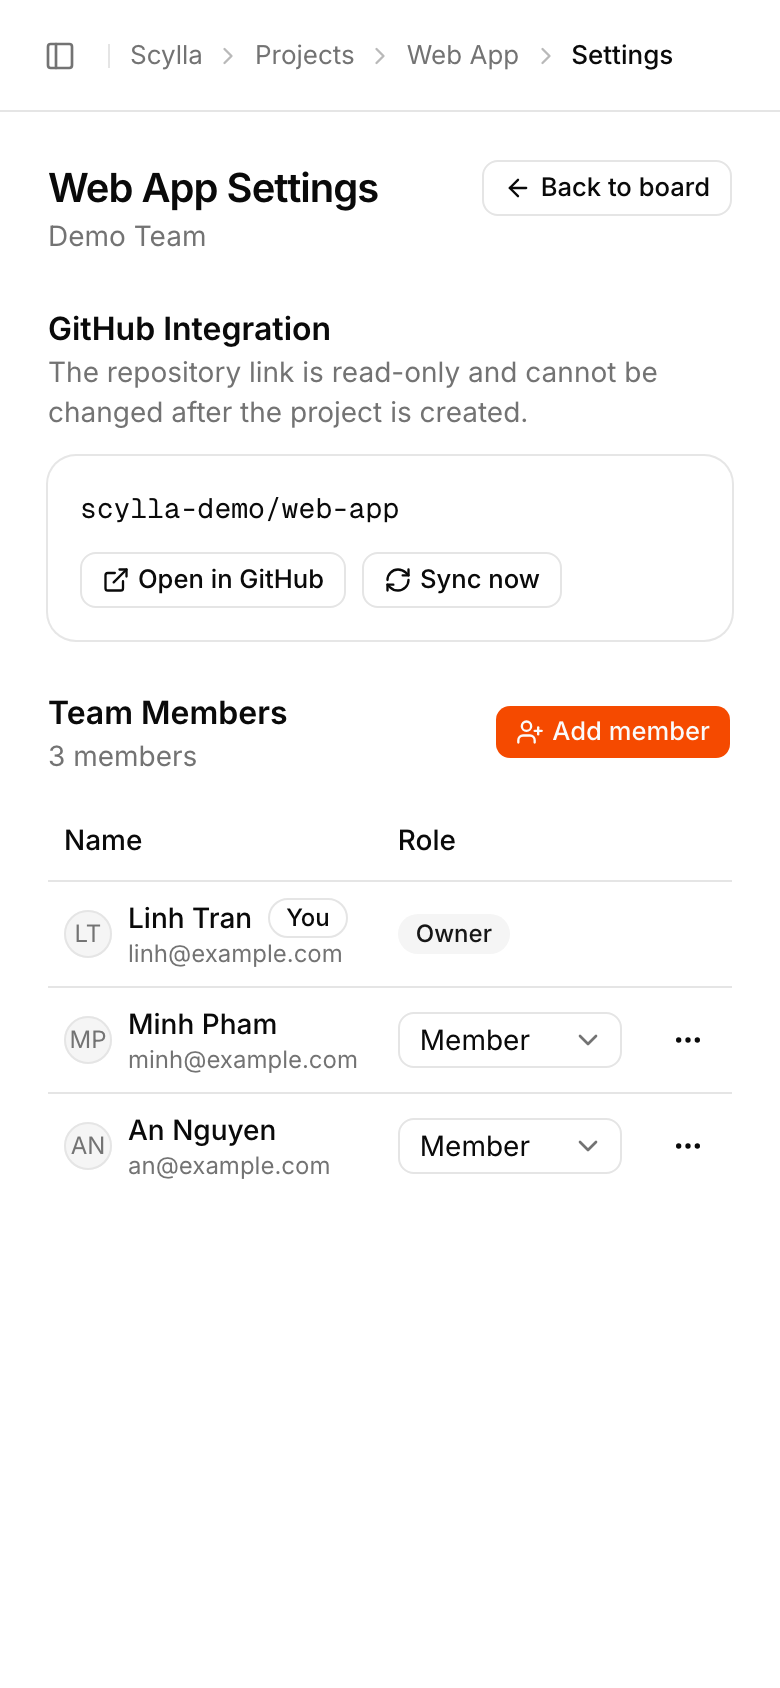 Scylla > Projects > Web App > Settings
Web App Settings
Back to board
Demo Team
GitHub Integration
The repository link is read-only and cannot be
changed after the project is created.
scylla-demo/web-app
Open in GitHub
Sync now
Team Members
Add member
3 members
Name Role
LT
Linh Tran You
linh@example.com
Owner
MP
Minh Pham
minh@example.com
Member
AN
An Nguyen
an@example.com
Member